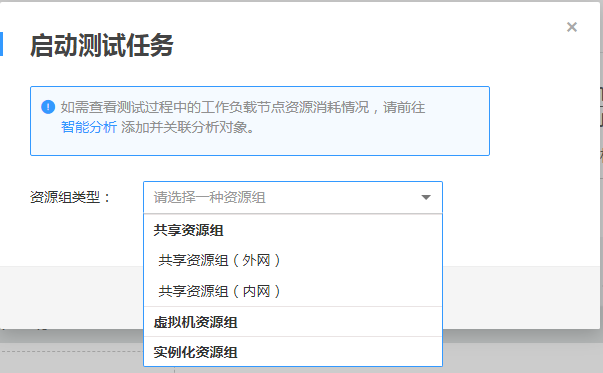 启动测试任务
如需查看测试过程中的工作负载节点资源消耗情况，请前往
智能分析 添加并关联分析对象。
资源组类型： 请选择一种资源组
共享资源组
共享资源组（外网）
共享资源组（内网）
虚拟机资源组
实例化资源组